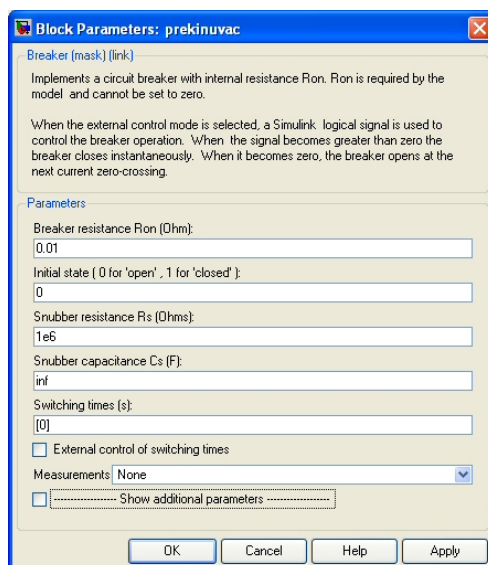 Block Parameters: prekinuvac
Breaker (mask) (link)
Implements a circuit breaker with internal resistance Ron. Ron is required by the
model and cannot be set to zero.
When the external control mode is selected, a Simulink logical signal is used to
control the breaker operation. When the signal becomes greater than zero the
breaker closes instantaneously. When it becomes zero, the breaker opens at the
next current zero-crossing.
Parameters
Breaker resistance Ron (Ohm):
0.01
Initial state ( 0 for 'open' , 1 for 'closed' ):
0
Snubber resistance Rs (Ohms):
1e6
Snubber capacitance Cs (F):
inf
Switching times (s):
[0]
External control of switching times
Measurements None
------------------ Show additional parameters ------------------
OK Cancel Help Apply